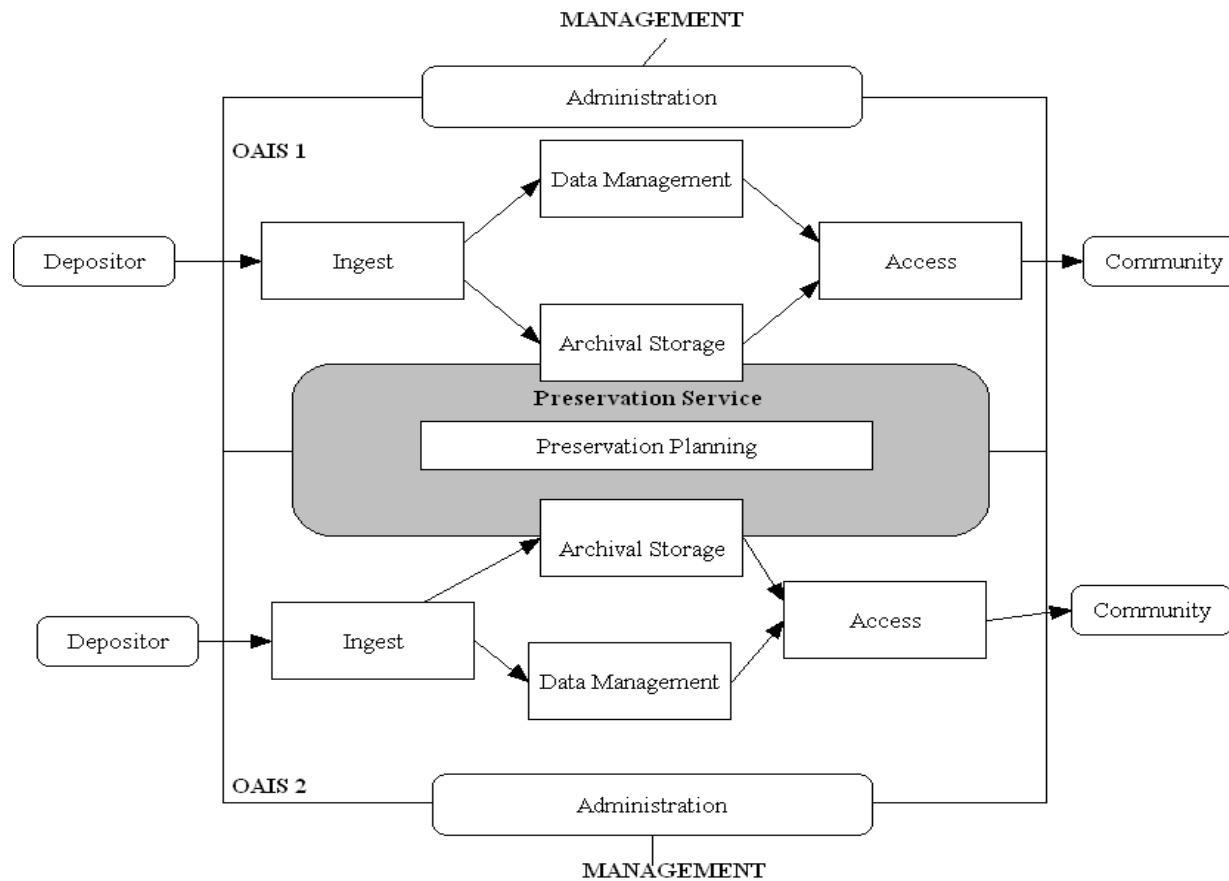 MANAGEMENT
Administration
OAIS 1
Data Management
Depositor
Ingest
Access
Community
Archival Storage
Preservation Service
Preservation Planning
Archival Storage
Depositor
Ingest
Access
Community
Data Management
OAIS 2
Administration
MANAGEMENT